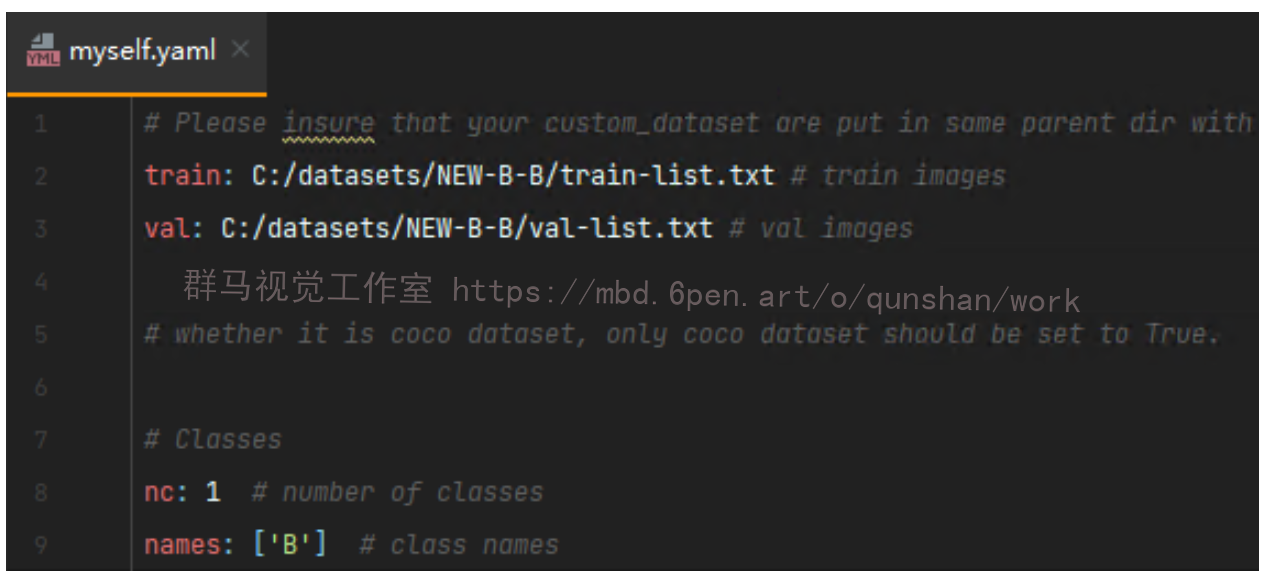 YML myself.yaml ×
1 # Please insure that your custom_dataset are put in same parent dir with
2 train: C:/datasets/NEW-B-B/train-list.txt # train images
3 val: C:/datasets/NEW-B-B/val-list.txt # val images
4
群马视觉工作室 https://mbd.6pen.art/o/qunshan/work
5 # whether it is coco dataset, only coco dataset should be set to True.
6
7 # Classes
8 nc: 1 # number of classes
9 names: ['B'] # class names